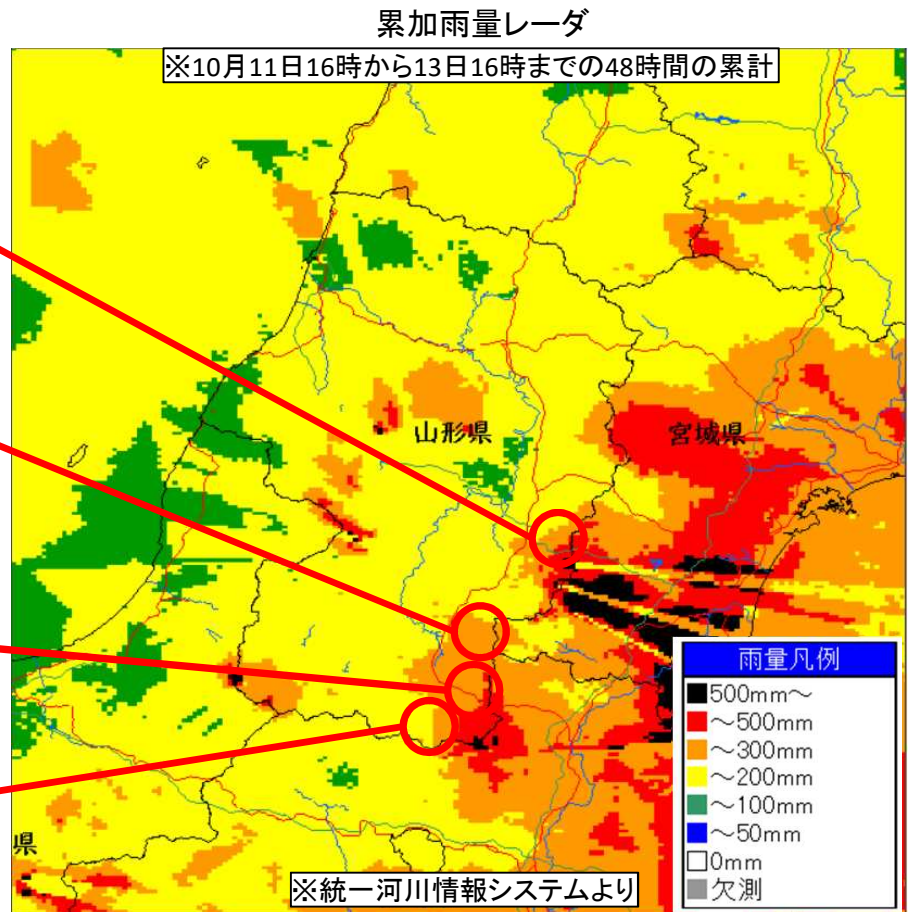 累加雨量レーダ
※10月11日16時から13日16時までの48時間の累計
山形県
宮城県
県
雨量凡例
500mm～
～500mm
～300mm
～200mm
～100mm
～50mm
0mm
欠測
※統一河川情報システムより